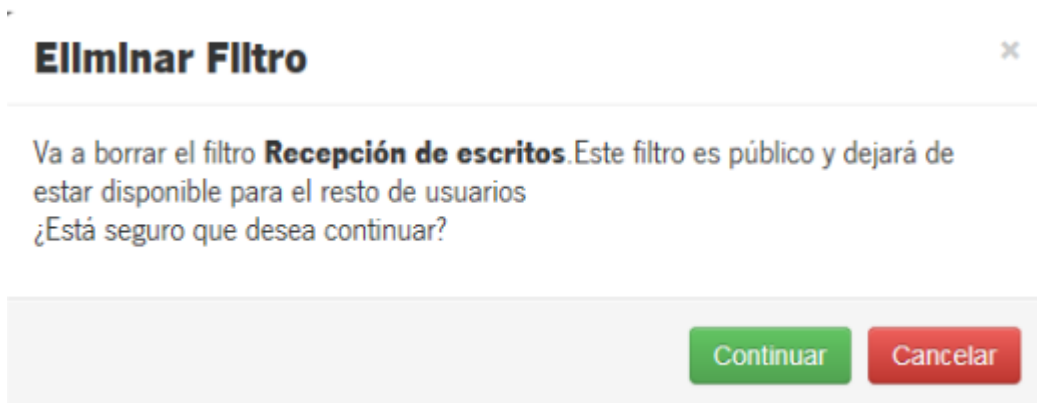 Eliminar Filtro
×
Va a borrar el filtro Recepción de escritos.Este filtro es público y dejará de
estar disponible para el resto de usuarios
¿Está seguro que desea continuar?
Continuar Cancelar